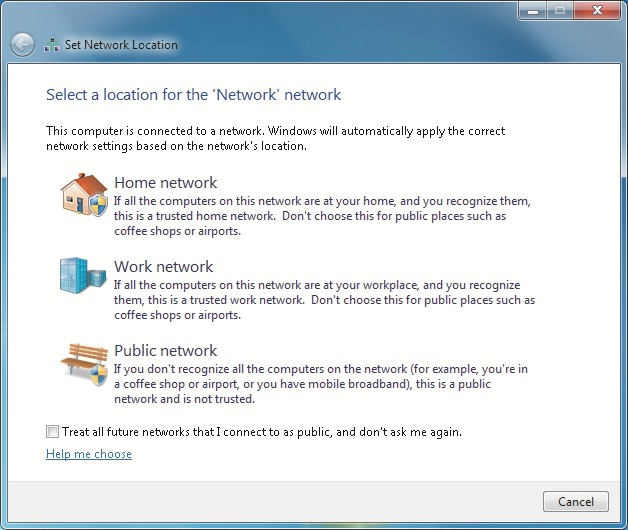 Set Network Location
Select a location for the 'Network' network
This computer is connected to a network. Windows will automatically apply the correct
network settings based on the network's location.
Home network
If all the computers on this network are at your home, and you recognize them,
this is a trusted home network.  Don't choose this for public places such as
coffee shops or airports.
Work network
If all the computers on this network are at your workplace, and you recognize
them, this is a trusted work network.  Don't choose this for public places such as
coffee shops or airports.
Public network
If you don't recognize all the computers on the network (for example, you're in
a coffee shop or airport, or you have mobile broadband), this is a public
network and is not trusted.
Treat all future networks that I connect to as public, and don't ask me again.
Help me choose
Cancel